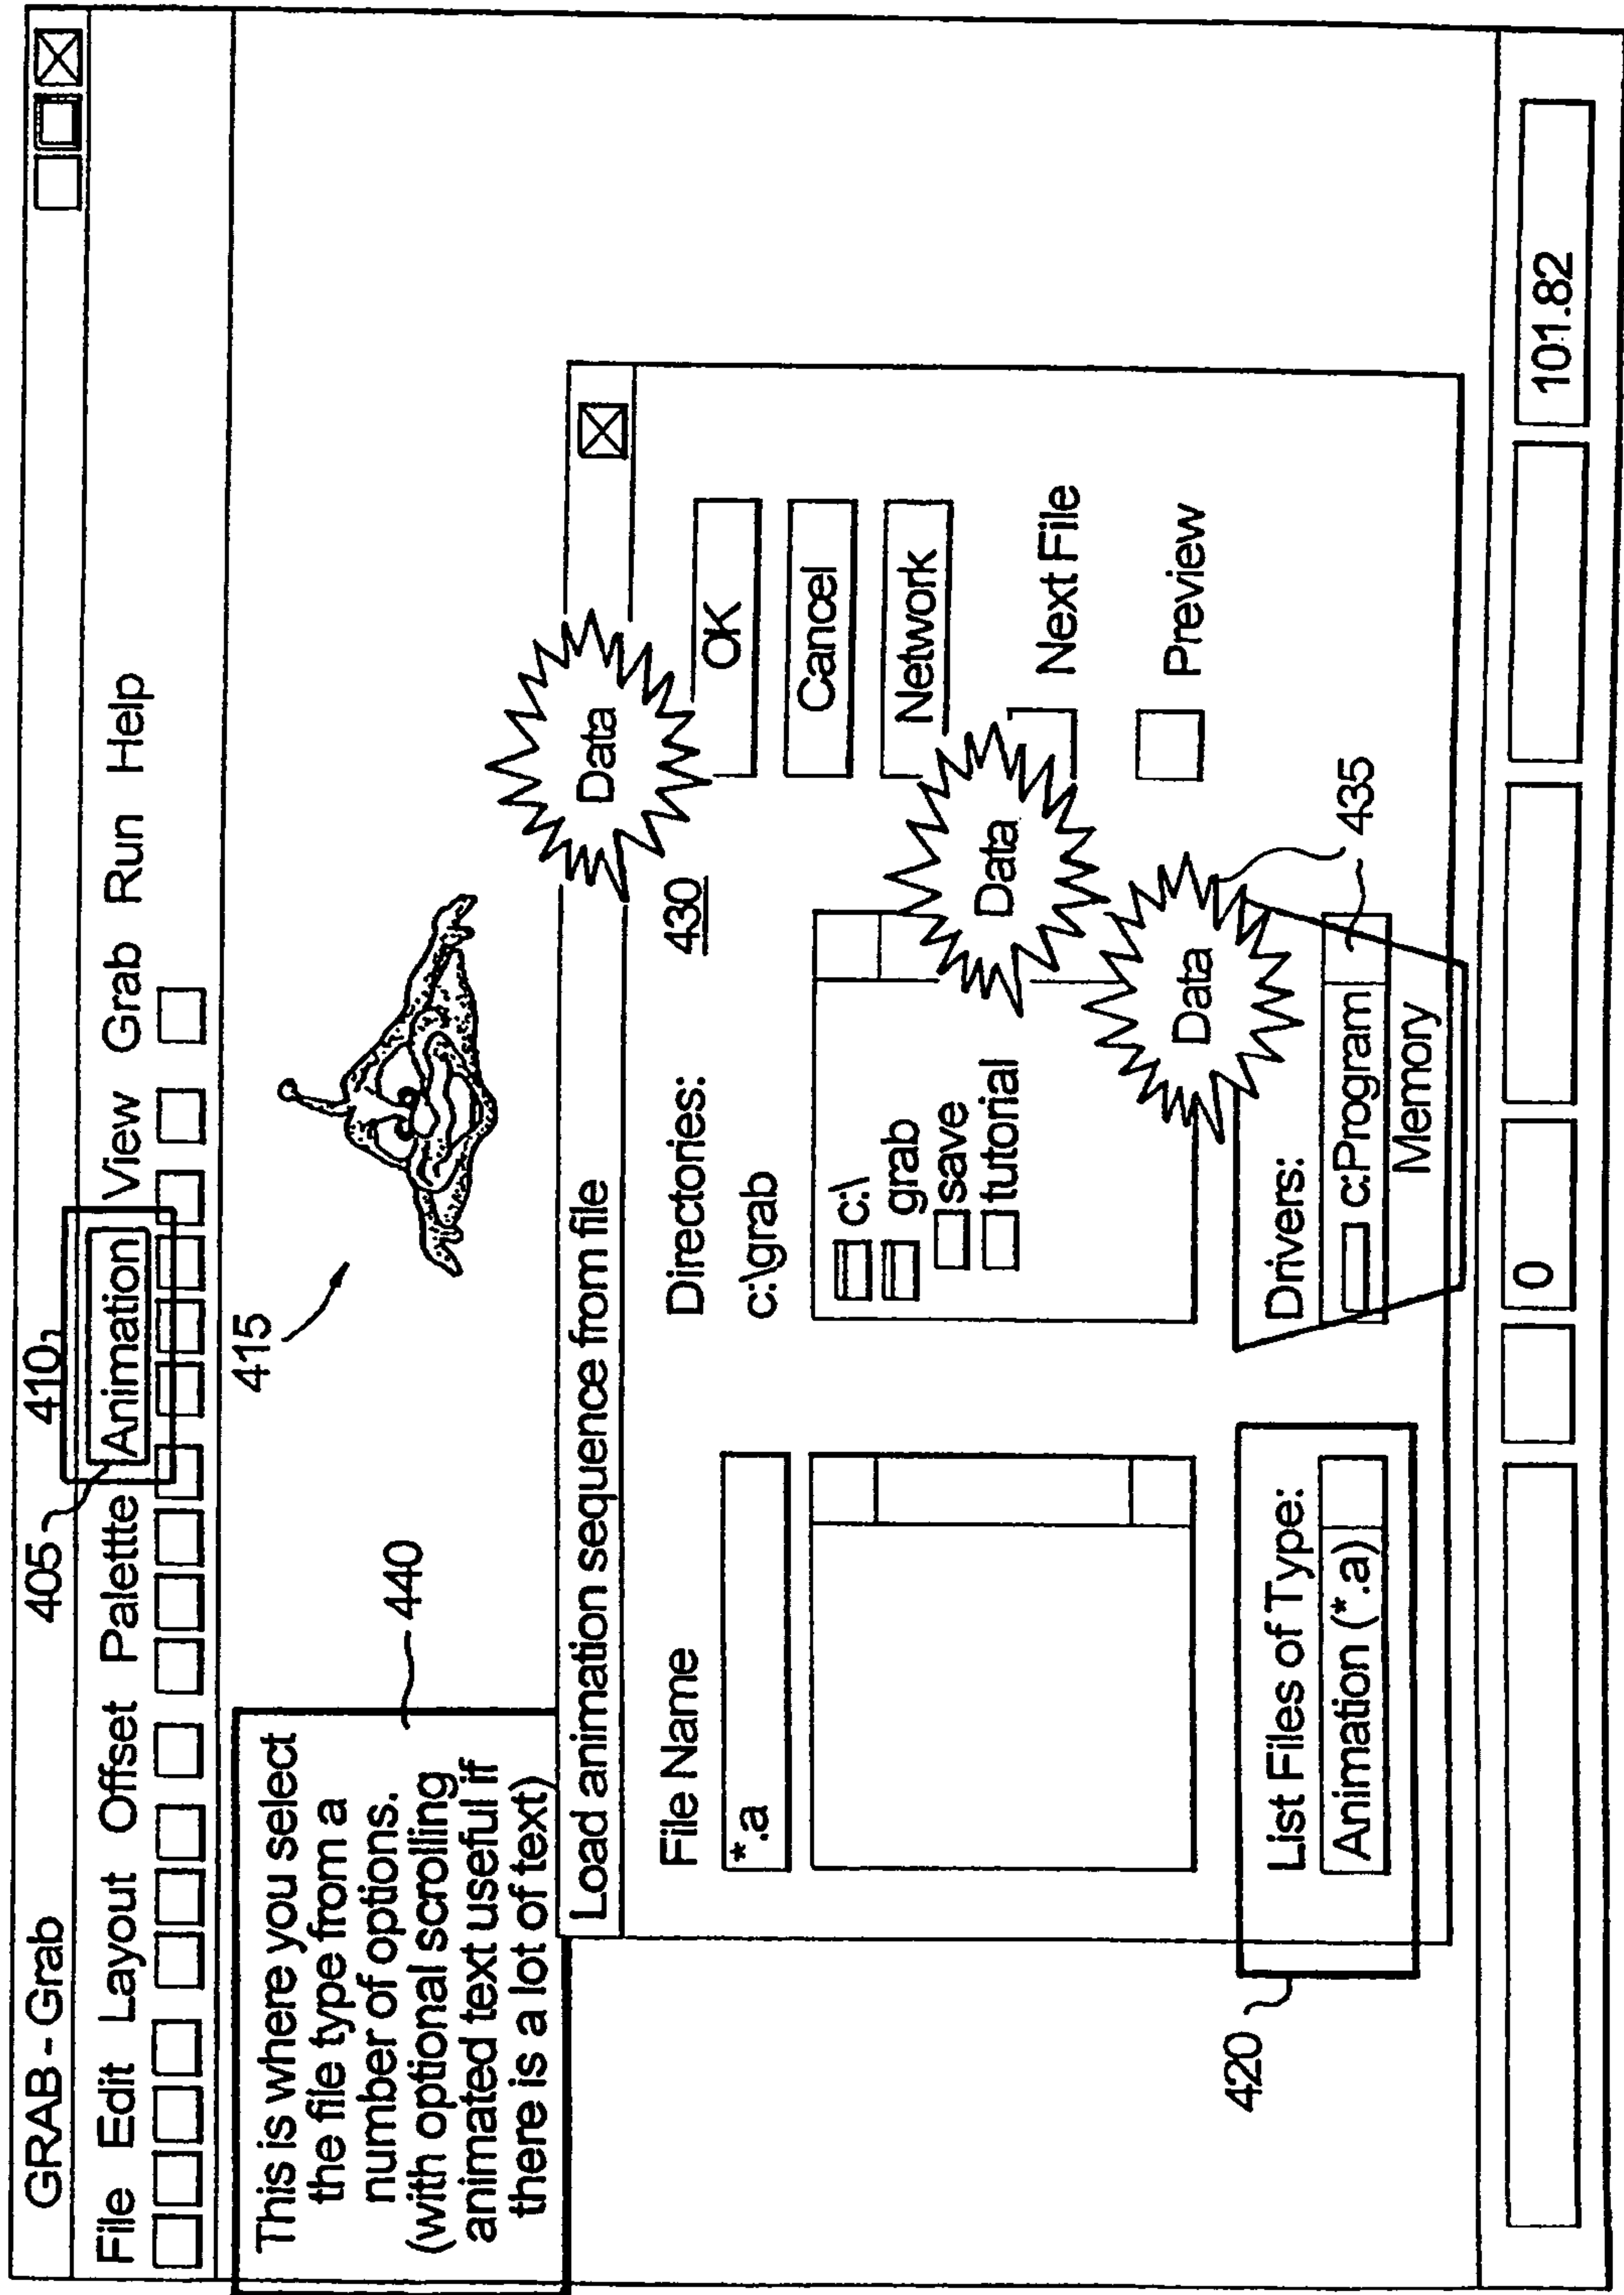 GRAB - Grab
405
410
File Edit Layout Offset Palette Animation View Grab Run Help
415
This is where you select
the file type from a
number of options.
(with optional scrolling
animated text useful if
there is a lot of text)
440
Load animation sequence from file
Data
File Name
Directories:
430
*.a
c:\grab
OK
c:\
grab
save
tutorial
Cancel
Network
Data
Next File
Data
Preview
List Files of Type:
Animation (*.a)
Drivers:
c:Program
Memory
435
420
0
101.82